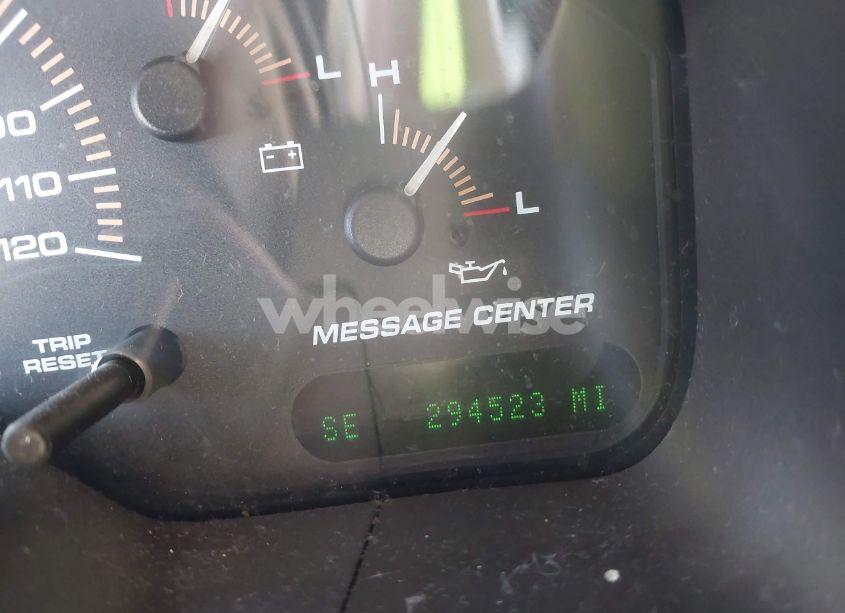 L
H
110
L
120
wheelwise
MESSAGE CENTER
TRIP
RESET
SE 294523 MI